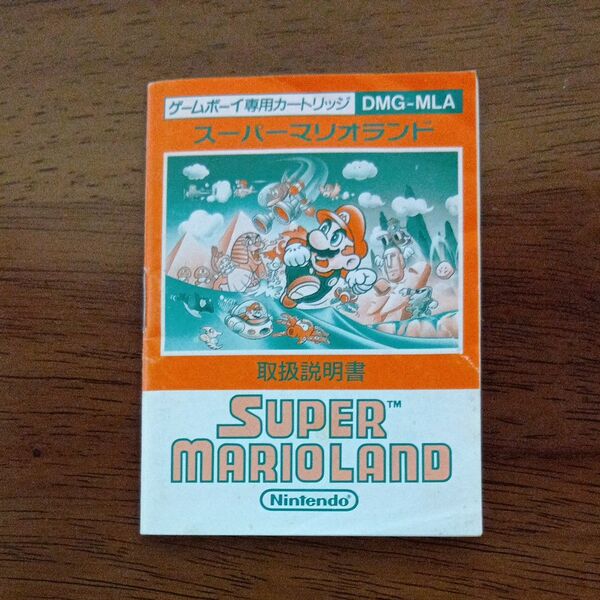 ゲームボーイ専用カートリッジ DMG-MLA
スーパーマリオランド
取扱説明書
SUPER™
MARIOLAND
Nintendo®